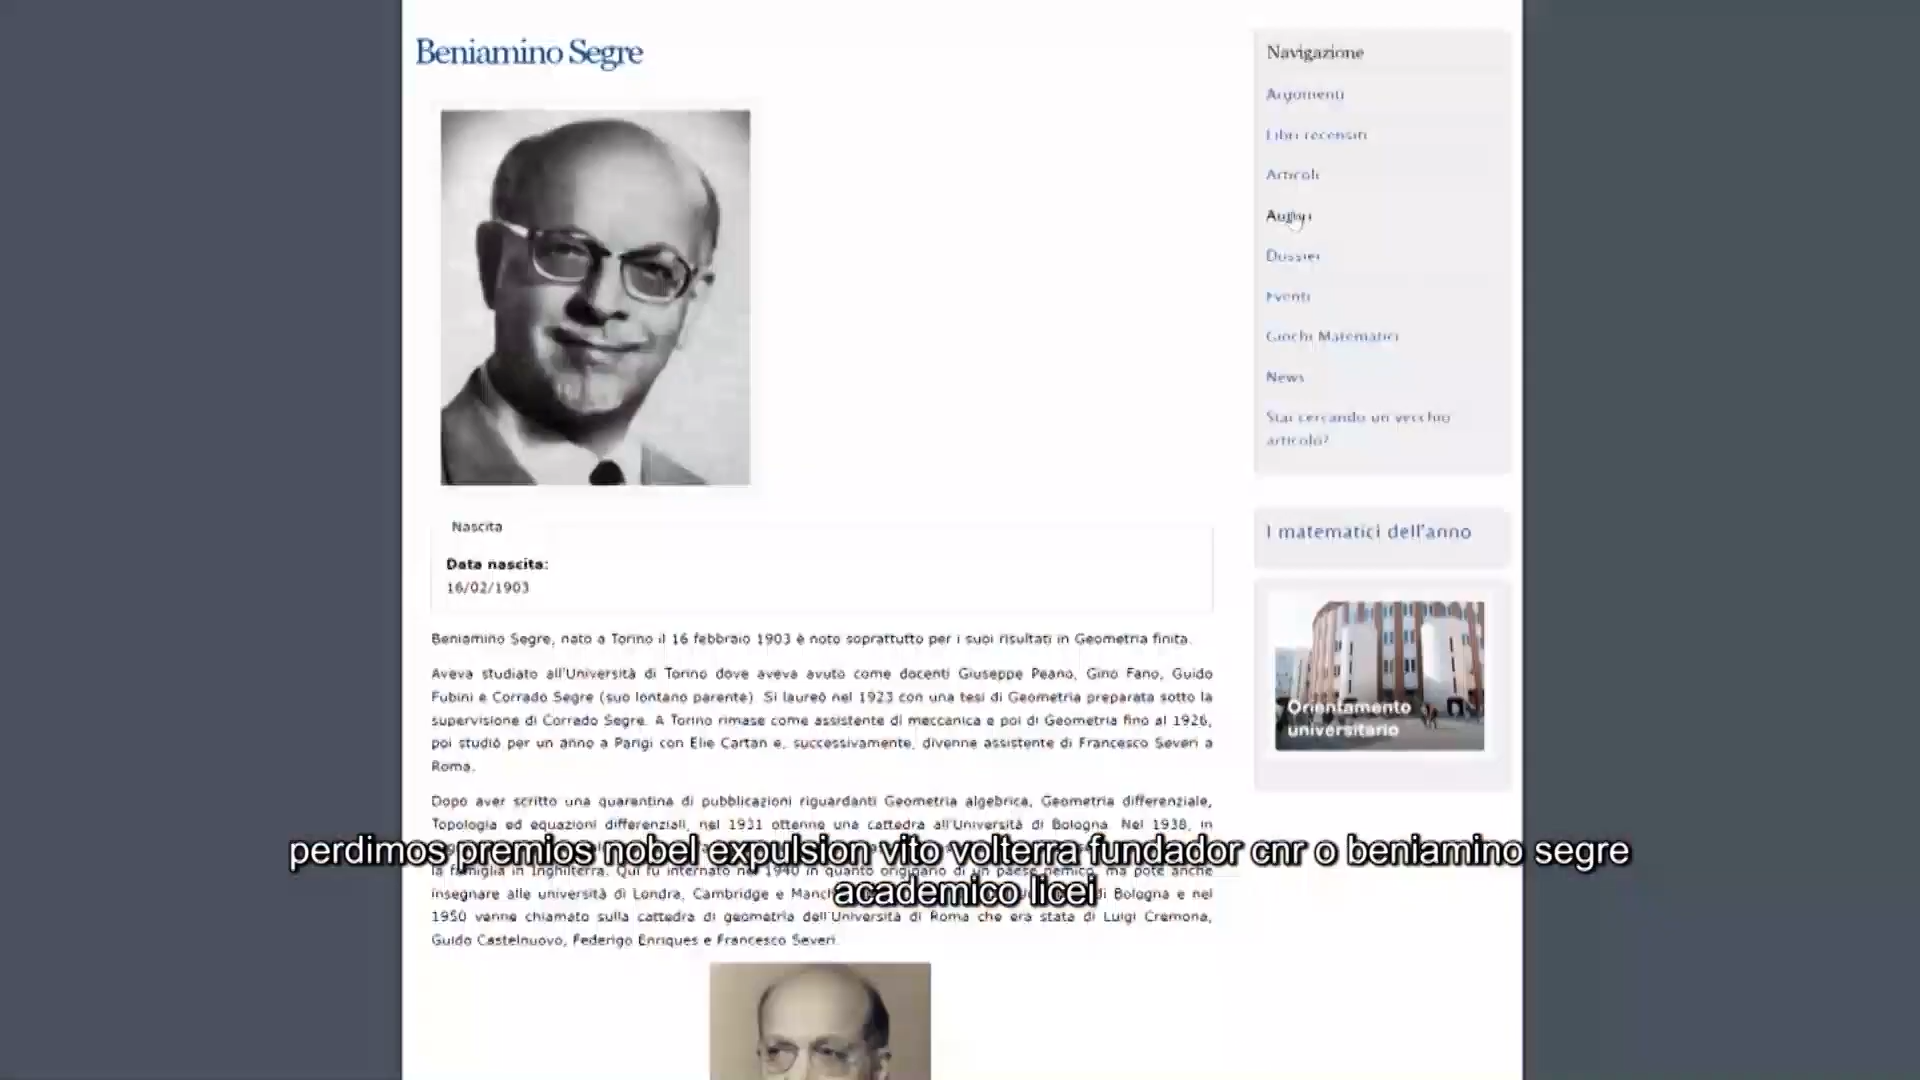 Beniamino Segre
Nascita
Data nascita:
16/02/1903
Beniamino Segre, nato a Torino il 16 febbraio 1903 è noto soprattutto per i suoi risultati in Geometria finita.
Aveva studiato all'Università di Torino dove aveva avuto come docenti Giuseppe Peano, Gino Fano, Guido
Fubini e Corrado Segre (suo lontano parente). Si laureò nel 1923 con una tesi di Geometria preparata sotto la
supervisione di Corrado Segre. A Torino rimase come assistente di meccanica e poi di Geometria fino al 1926,
poi studiò per un anno a Parigi con Elie Cartan e, successivamente, divenne assistente di Francesco Severi a
Roma.
Dopo aver scritto una quarantina di pubblicazioni riguardanti Geometria algebrica, Geometria differenziale,
Topologia ed equazioni differenziali, nel 1931 ottenne una cattedra all'Università di Bologna. Nel 1938, in
la famiglia in Inghilterra. Qui fu internato nel 1940 in quanto originario di un paese nemico, ma poté anche
insegnare alle università di Londra, Cambridge e di Bologna e nel
1950 venne chiamato sulla cattedra di geometria dell'Università di Roma che era stata di Luigi Cremona,
Guido Castelnuovo, Federigo Enriques e Francesco Severi.
perdimos premios nobel expulsion vito volterra fundador cnr o beniamino segre
academico licei
Navigazione
Argomenti
Libri recensiti
Articoli
Autori
Dossier
Eventi
Giochi Matematici
News
Stai cercando un vecchio
articolo?
I matematici dell'anno
Orientamento
universitario